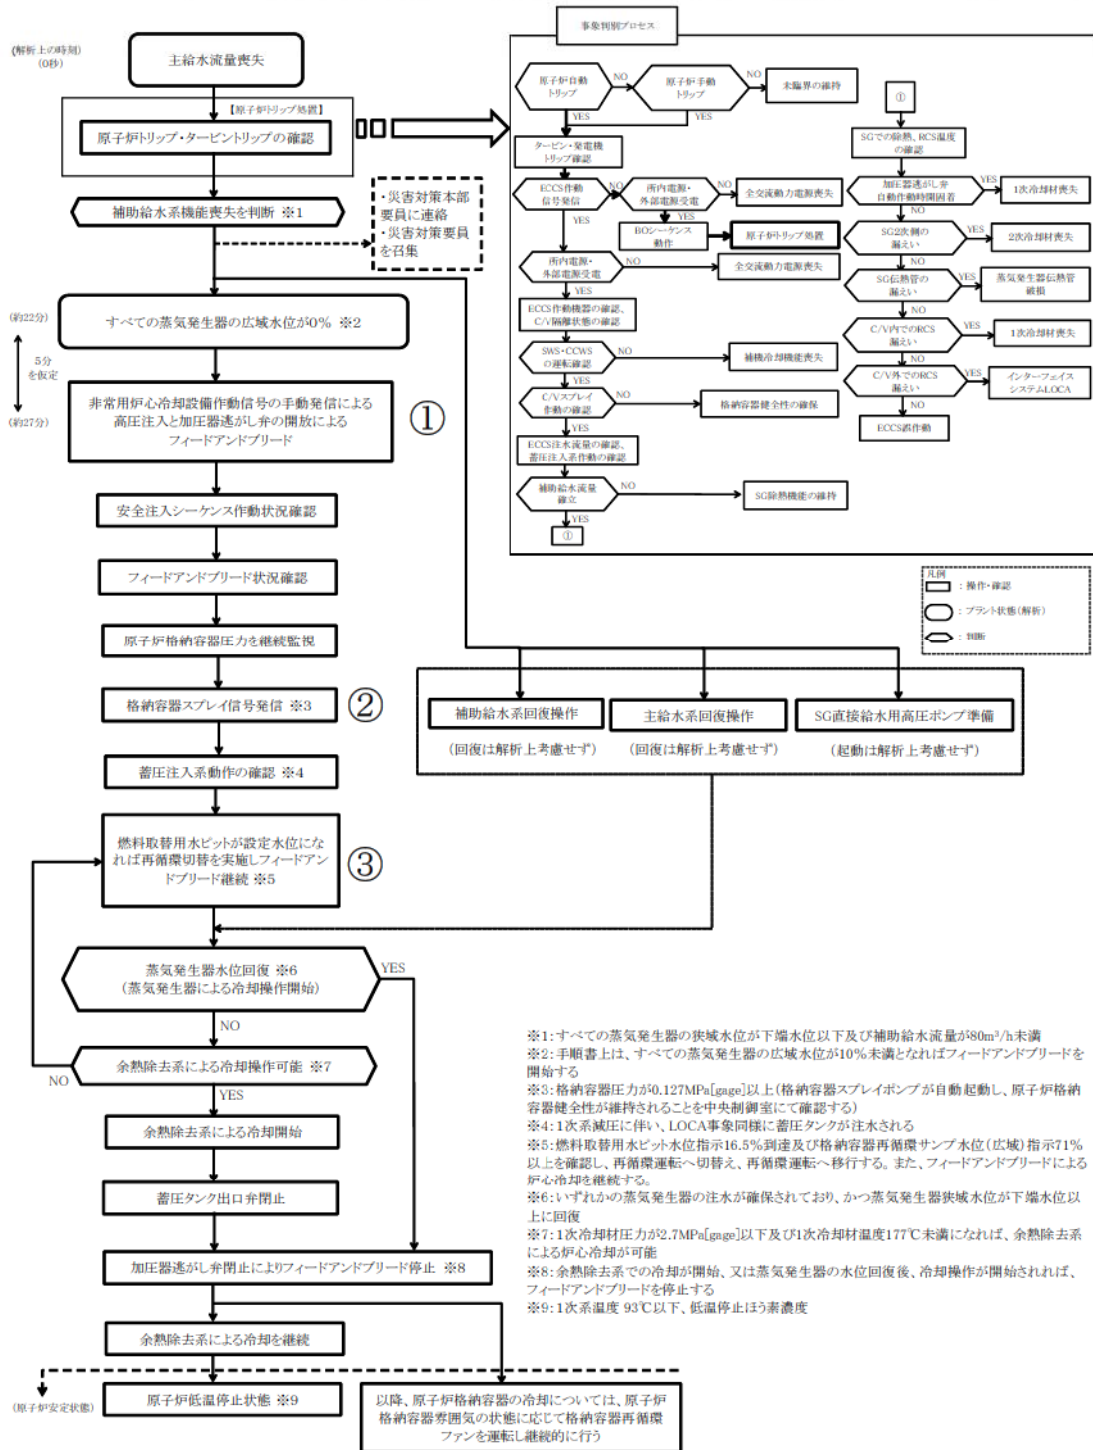 (解析上の時刻)
(0秒)
主給水流量喪失
【原子炉トリップ処置】
原子炉トリップ・タービントリップの確認
補助給水系機能喪失を判断 ※1
・災害対策本部
要員に連絡
・災害対策要員
を召集
(約22分)
すべての蒸気発生器の広域水位が0% ※2
5分
を仮定
(約27分)
非常用炉心冷却設備作動信号の手動発信による
高圧注入と加圧器逃がし弁の開放による
フィードアンドブリード
①
安全注入シーケンス作動状況確認
フィードアンドブリード状況確認
原子炉格納容器圧力を継続監視
格納容器スプレイ信号発信 ※3
②
蓄圧注入系動作の確認 ※4
燃料取替用水ピットが設定水位にな
れば再循環切替を実施しフィードアン
ドブリード継続 ※5
③
蒸気発生器水位回復 ※6
(蒸気発生器による冷却操作開始)
YES
NO
余熱除去系による冷却操作可能 ※7
NO
YES
余熱除去系による冷却開始
蓄圧タンク出口弁閉止
加圧器逃がし弁閉止によりフィードアンドブリード停止 ※8
余熱除去系による冷却を継続
(原子炉安定状態)
原子炉低温停止状態 ※9
以降、原子炉格納容器の冷却については、原子炉
格納容器雰囲気の状態に応じて格納容器再循環
ファンを運転し継続的に行う
補助給水系回復操作
(回復は解析上考慮せず)
主給水系回復操作
(回復は解析上考慮せず)
SG直接給水用高圧ポンプ準備
(起動は解析上考慮せず)
事象判別プロセス
原子炉自動
トリップ
NO
原子炉手動
トリップ
NO
未臨界の維持
YES
YES
タービン・発電機
トリップ確認
ECCS作動
信号発信
NO
所内電源・
外部電源受電
NO
全交流動力電源喪失
YES
YES
BOシーケンス
動作
原子炉トリップ処置
所内電源・
外部電源受電
NO
全交流動力電源喪失
YES
ECCS作動機器の確認、
C/V隔離状態の確認
SWS・CCWS
の運転確認
NO
補機冷却機能喪失
YES
C/Vスプレイ
作動の確認
NO
格納容器健全性の確保
YES
ECCS注水流量の確認、
蓄圧注入系作動の確認
補助給水流量
確立
NO
SG除熱機能の維持
YES
①
①
SGでの除熱、RCS温度
の確認
加圧器逃がし弁
自動作動時開固着
YES
1次冷却材喪失
NO
SG2次側の
漏えい
YES
2次冷却材喪失
NO
SG伝熱管の
漏えい
YES
蒸気発生器伝熱管
破損
NO
C/V内でのRCS
漏えい
YES
1次冷却材喪失
NO
C/V外でのRCS
漏えい
YES
インターフェイス
システムLOCA
NO
ECCS誤作動
凡例
：操作・確認
：プラント状態(解析)
：判断
※1：すべての蒸気発生器の狭域水位が下端水位以下及び補助給水流量が80m³/h未満
※2：手順書上は、すべての蒸気発生器の広域水位が10%未満となればフィードアンドブリードを
開始する
※3：格納容器圧力が0.127MPa[gage]以上(格納容器スプレイポンプが自動起動し、原子炉格納
容器健全性が維持されることを中央制御室にて確認する)
※4：1次系減圧に伴い、LOCA事象同様に蓄圧タンクが注水される
※5：燃料取替用水ピット水位指示16.5%到達及び格納容器再循環サンプ水位(広域)指示71%
以上を確認し、再循環運転へ切替え、再循環運転へ移行する。また、フィードアンドブリードによる
炉心冷却を継続する。
※6：いずれかの蒸気発生器の注水が確保されており、かつ蒸気発生器狭域水位が下端水位以
上に回復
※7：1次冷却材圧力が2.7MPa[gage]以下及び1次冷却材温度177℃未満になれば、余熱除去系
による炉心冷却が可能
※8：余熱除去系での冷却が開始、又は蒸気発生器の水位回復後、冷却操作が開始されれば、
フィードアンドブリードを停止する
※9：1次系温度 93℃以下、低温停止ほう素濃度